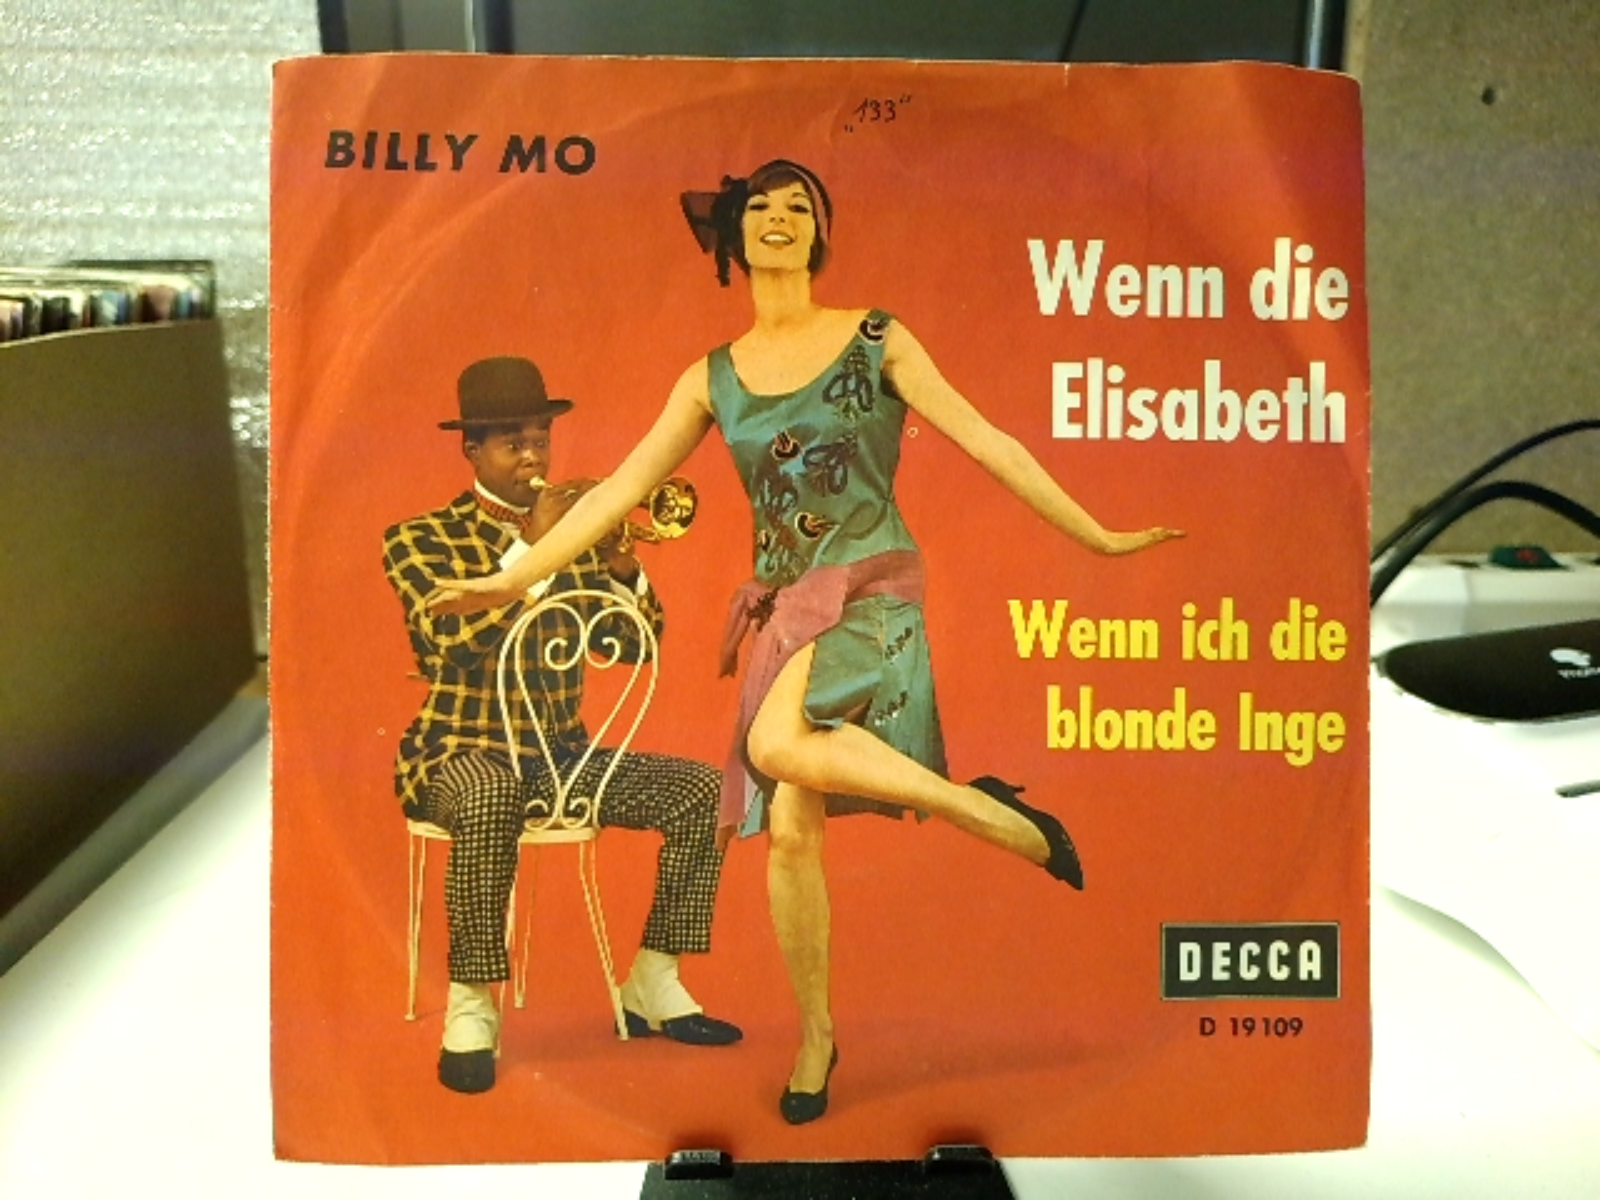 „133“
BILLY MO
Wenn die
Elisabeth
Wenn ich die
blonde Inge
DECCA
D 19109